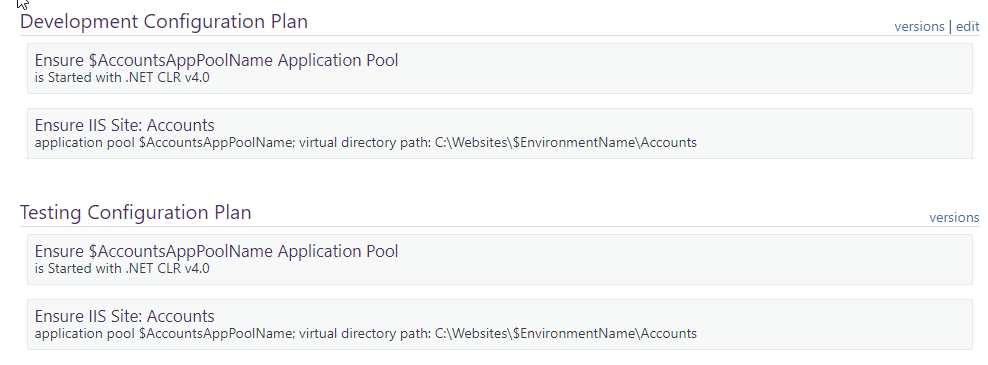 Development Configuration Plan
versions | edit
Ensure $AccountsAppPoolName Application Pool
is Started with .NET CLR v4.0
Ensure IIS Site: Accounts
application pool $AccountsAppPoolName; virtual directory path: C:\Websites\$EnvironmentName\Accounts
Testing Configuration Plan
versions
Ensure $AccountsAppPoolName Application Pool
is Started with .NET CLR v4.0
Ensure IIS Site: Accounts
application pool $AccountsAppPoolName; virtual directory path: C:\Websites\$EnvironmentName\Accounts